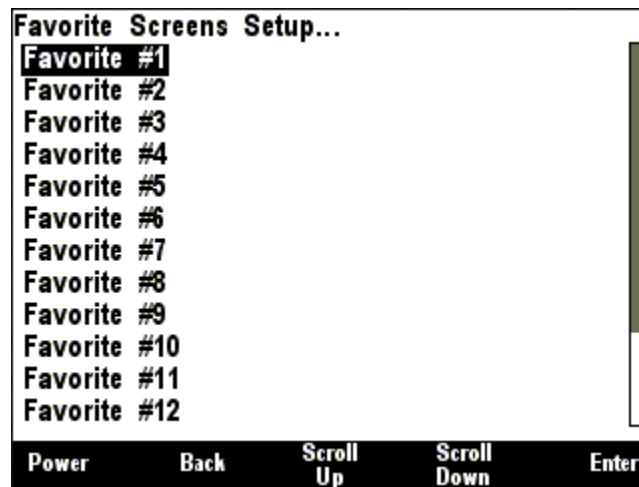 Favorite Screens Setup...
Favorite #1
Favorite #2
Favorite #3
Favorite #4
Favorite #5
Favorite #6
Favorite #7
Favorite #8
Favorite #9
Favorite #10
Favorite #11
Favorite #12
Power Back Scroll Up Scroll Down Enter